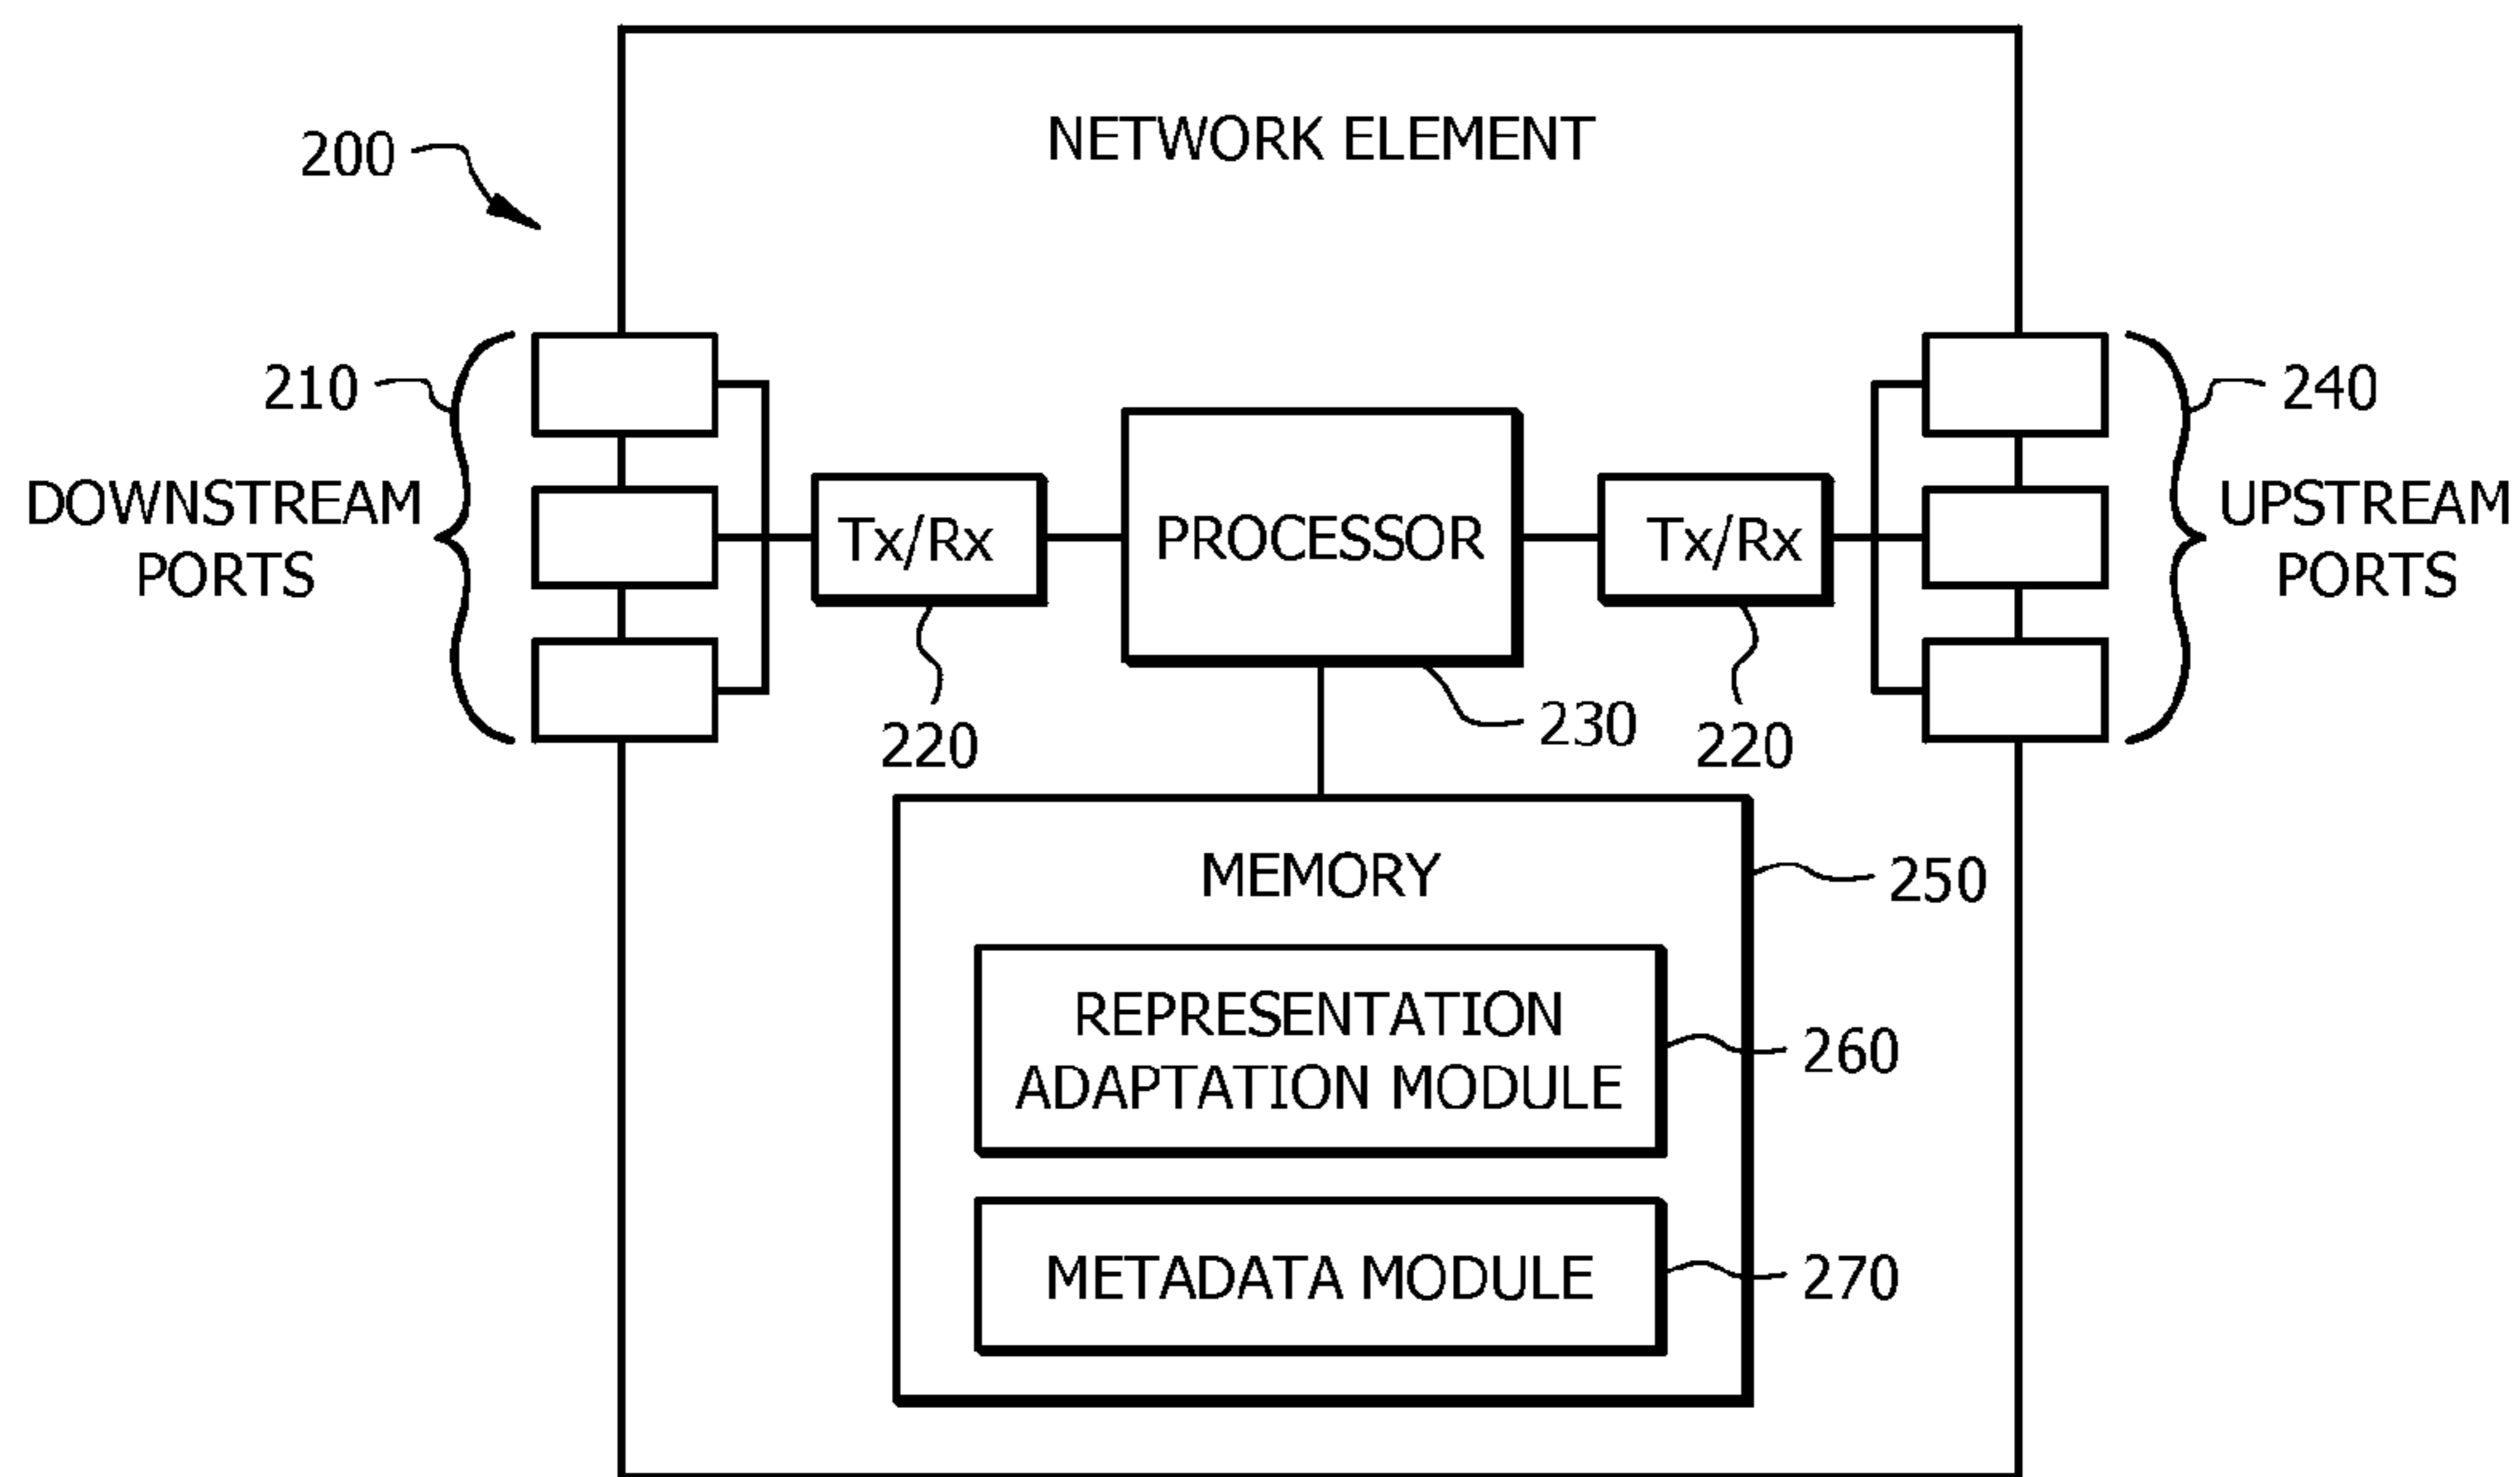 NETWORK ELEMENT
200
210
240
DOWNSTREAM
PORTS
Tx/Rx
PROCESSOR
Tx/Rx
UPSTREAM
PORTS
220
230
220
MEMORY
250
REPRESENTATION
ADAPTATION MODULE
260
METADATA MODULE
270